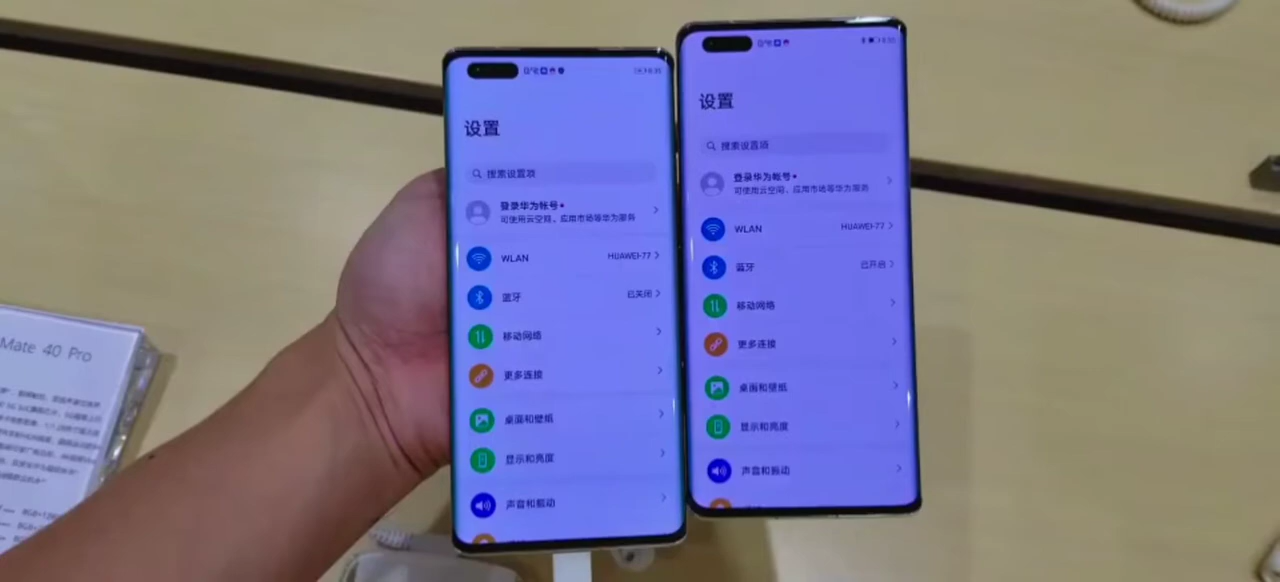 设置
搜索设置项
登录华为帐号
可使用云空间、应用市场等华为服务
WLAN HUAWEI-77
蓝牙 已关闭
移动网络
更多连接
桌面和壁纸
显示和亮度
声音和振动
设置
搜索设置项
登录华为帐号
可使用云空间、应用市场等华为服务
WLAN HUAWEI-77
蓝牙 已开启
移动网络
更多连接
桌面和壁纸
显示和亮度
声音和振动
Mate 40 Pro